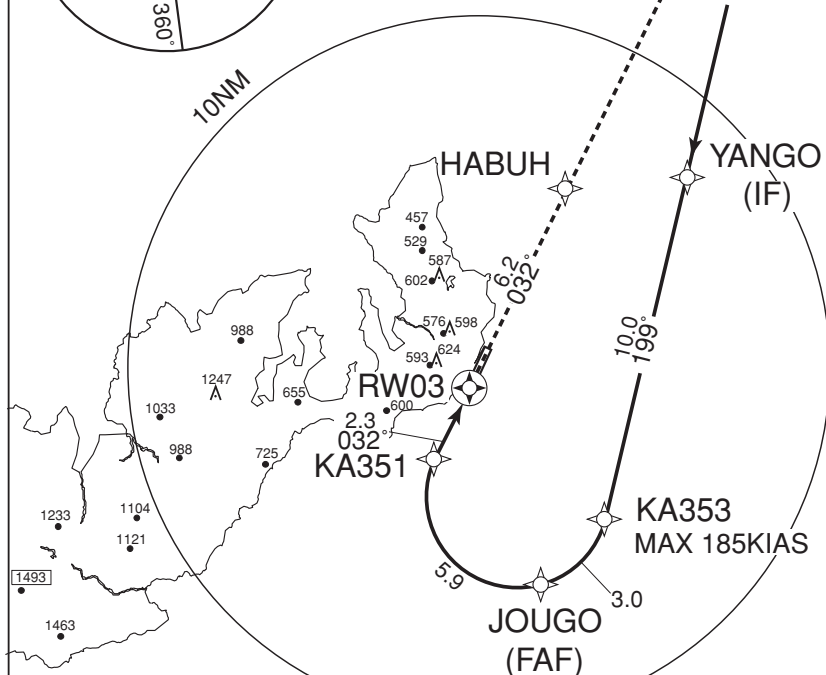 360°
10NM
HABUH
YANGO
(IF)
457
529
587
602
6.2
032°
576
598
988
593
624
10.0
199°
1247
RW03
655
600
1033
2.3
032°
988
725
KA351
1104
1233
KA353
MAX 185KIAS
1121
1493
5.9
3.0
1463
JOUGO
(FAF)